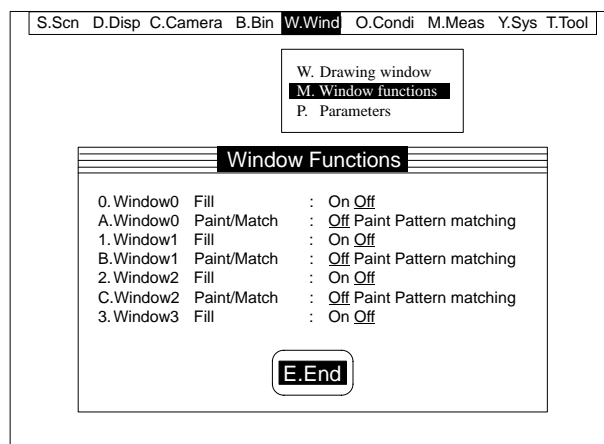 S.Scn D.Disp C.Camera B.Bin W.Wind O.Condi M.Meas Y.Sys T.Tool
W. Drawing window
M. Window functions
P. Parameters
Window Functions
0.Window0 Fill : On Off
A.Window0 Paint/Match : Off Paint Pattern matching
1.Window1 Fill : On Off
B.Window1 Paint/Match : Off Paint Pattern matching
2.Window2 Fill : On Off
C.Window2 Paint/Match : Off Paint Pattern matching
3.Window3 Fill : On Off
E.End